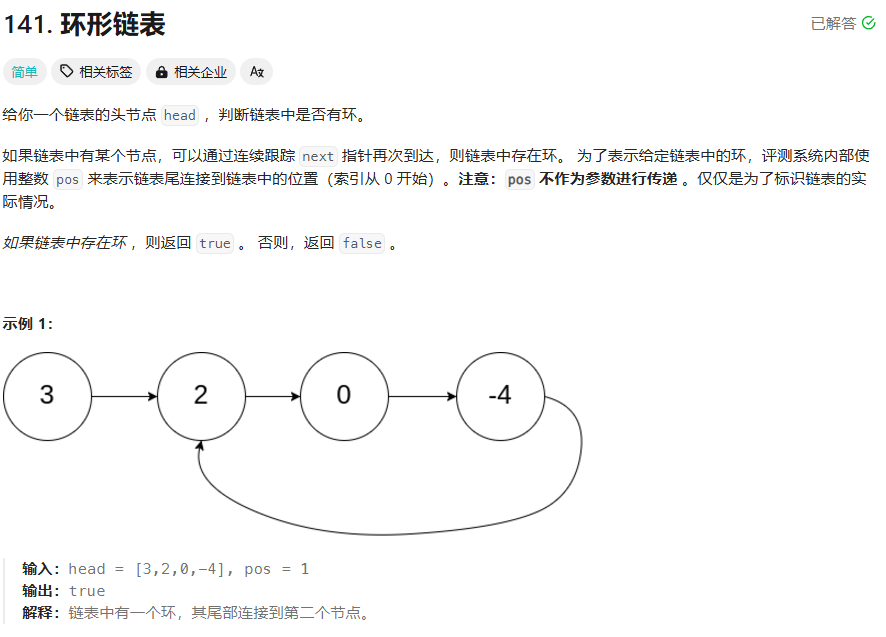 141. 环形链表
已解答
简单 相关标签 相关企业 Az
给你一个链表的头节点 head ，判断链表中是否有环。
如果链表中有某个节点，可以通过连续跟踪 next 指针再次到达，则链表中存在环。 为了表示给定链表中的环，评测系统内部使
用整数 pos 来表示链表尾连接到链表中的位置（索引从 0 开始）。注意：pos 不作为参数进行传递 。仅仅是为了标识链表的实
际情况。
如果链表中存在环 ，则返回 true 。 否则，返回 false 。
示例 1：
3 2 0 -4
输入：head = [3,2,0,-4], pos = 1
输出：true
解释：链表中有一个环，其尾部连接到第二个节点。